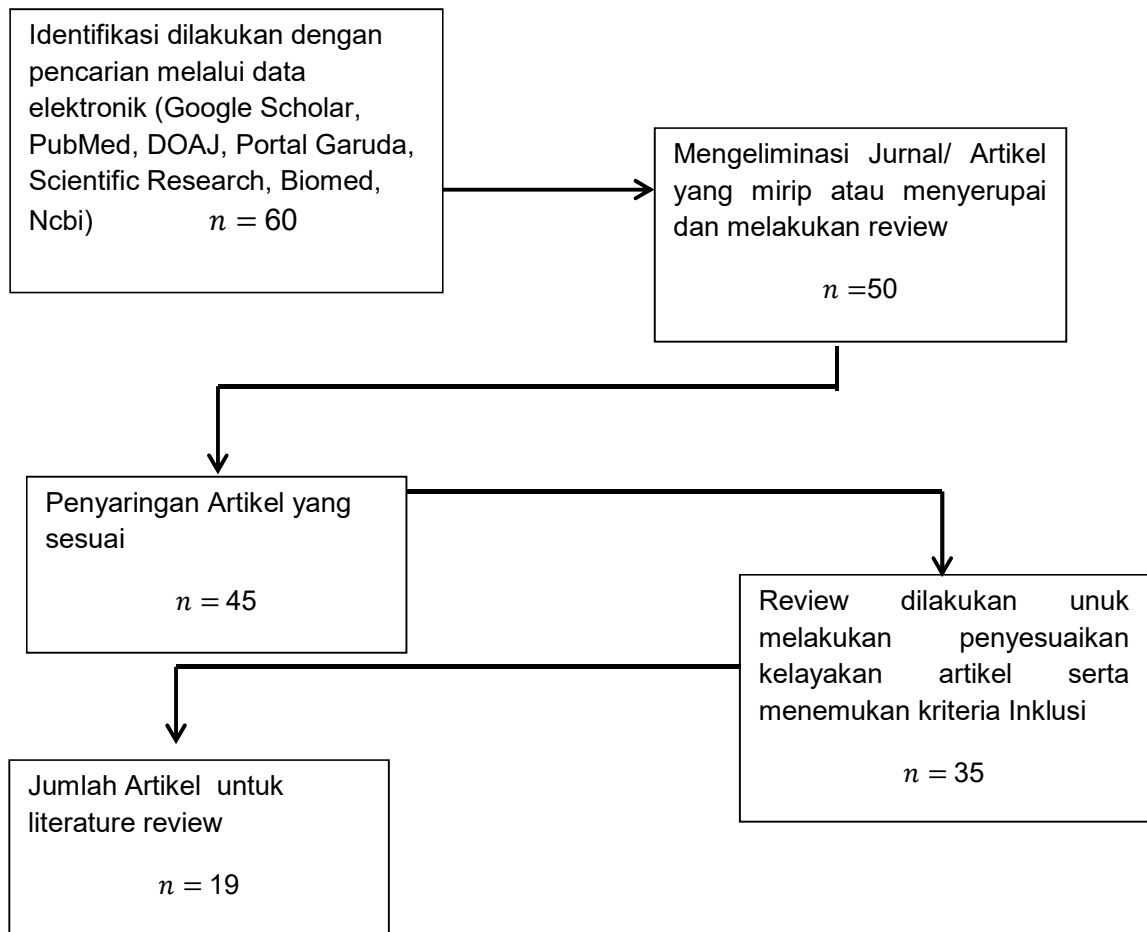 Identifikasi dilakukan dengan
pencarian melalui data
elektronik (Google Scholar,
PubMed, DOAJ, Portal Garuda,
Scientific Research, Biomed,
Ncbi) n = 60
Mengeliminasi Jurnal/ Artikel
yang mirip atau menyerupai
dan melakukan review
n =50
Penyaringan Artikel yang
sesuai
n = 45
Review dilakukan unuk
melakukan penyesuaikan
kelayakan artikel serta
menemukan kriteria Inklusi
n = 35
Jumlah Artikel untuk
literature review
n = 19